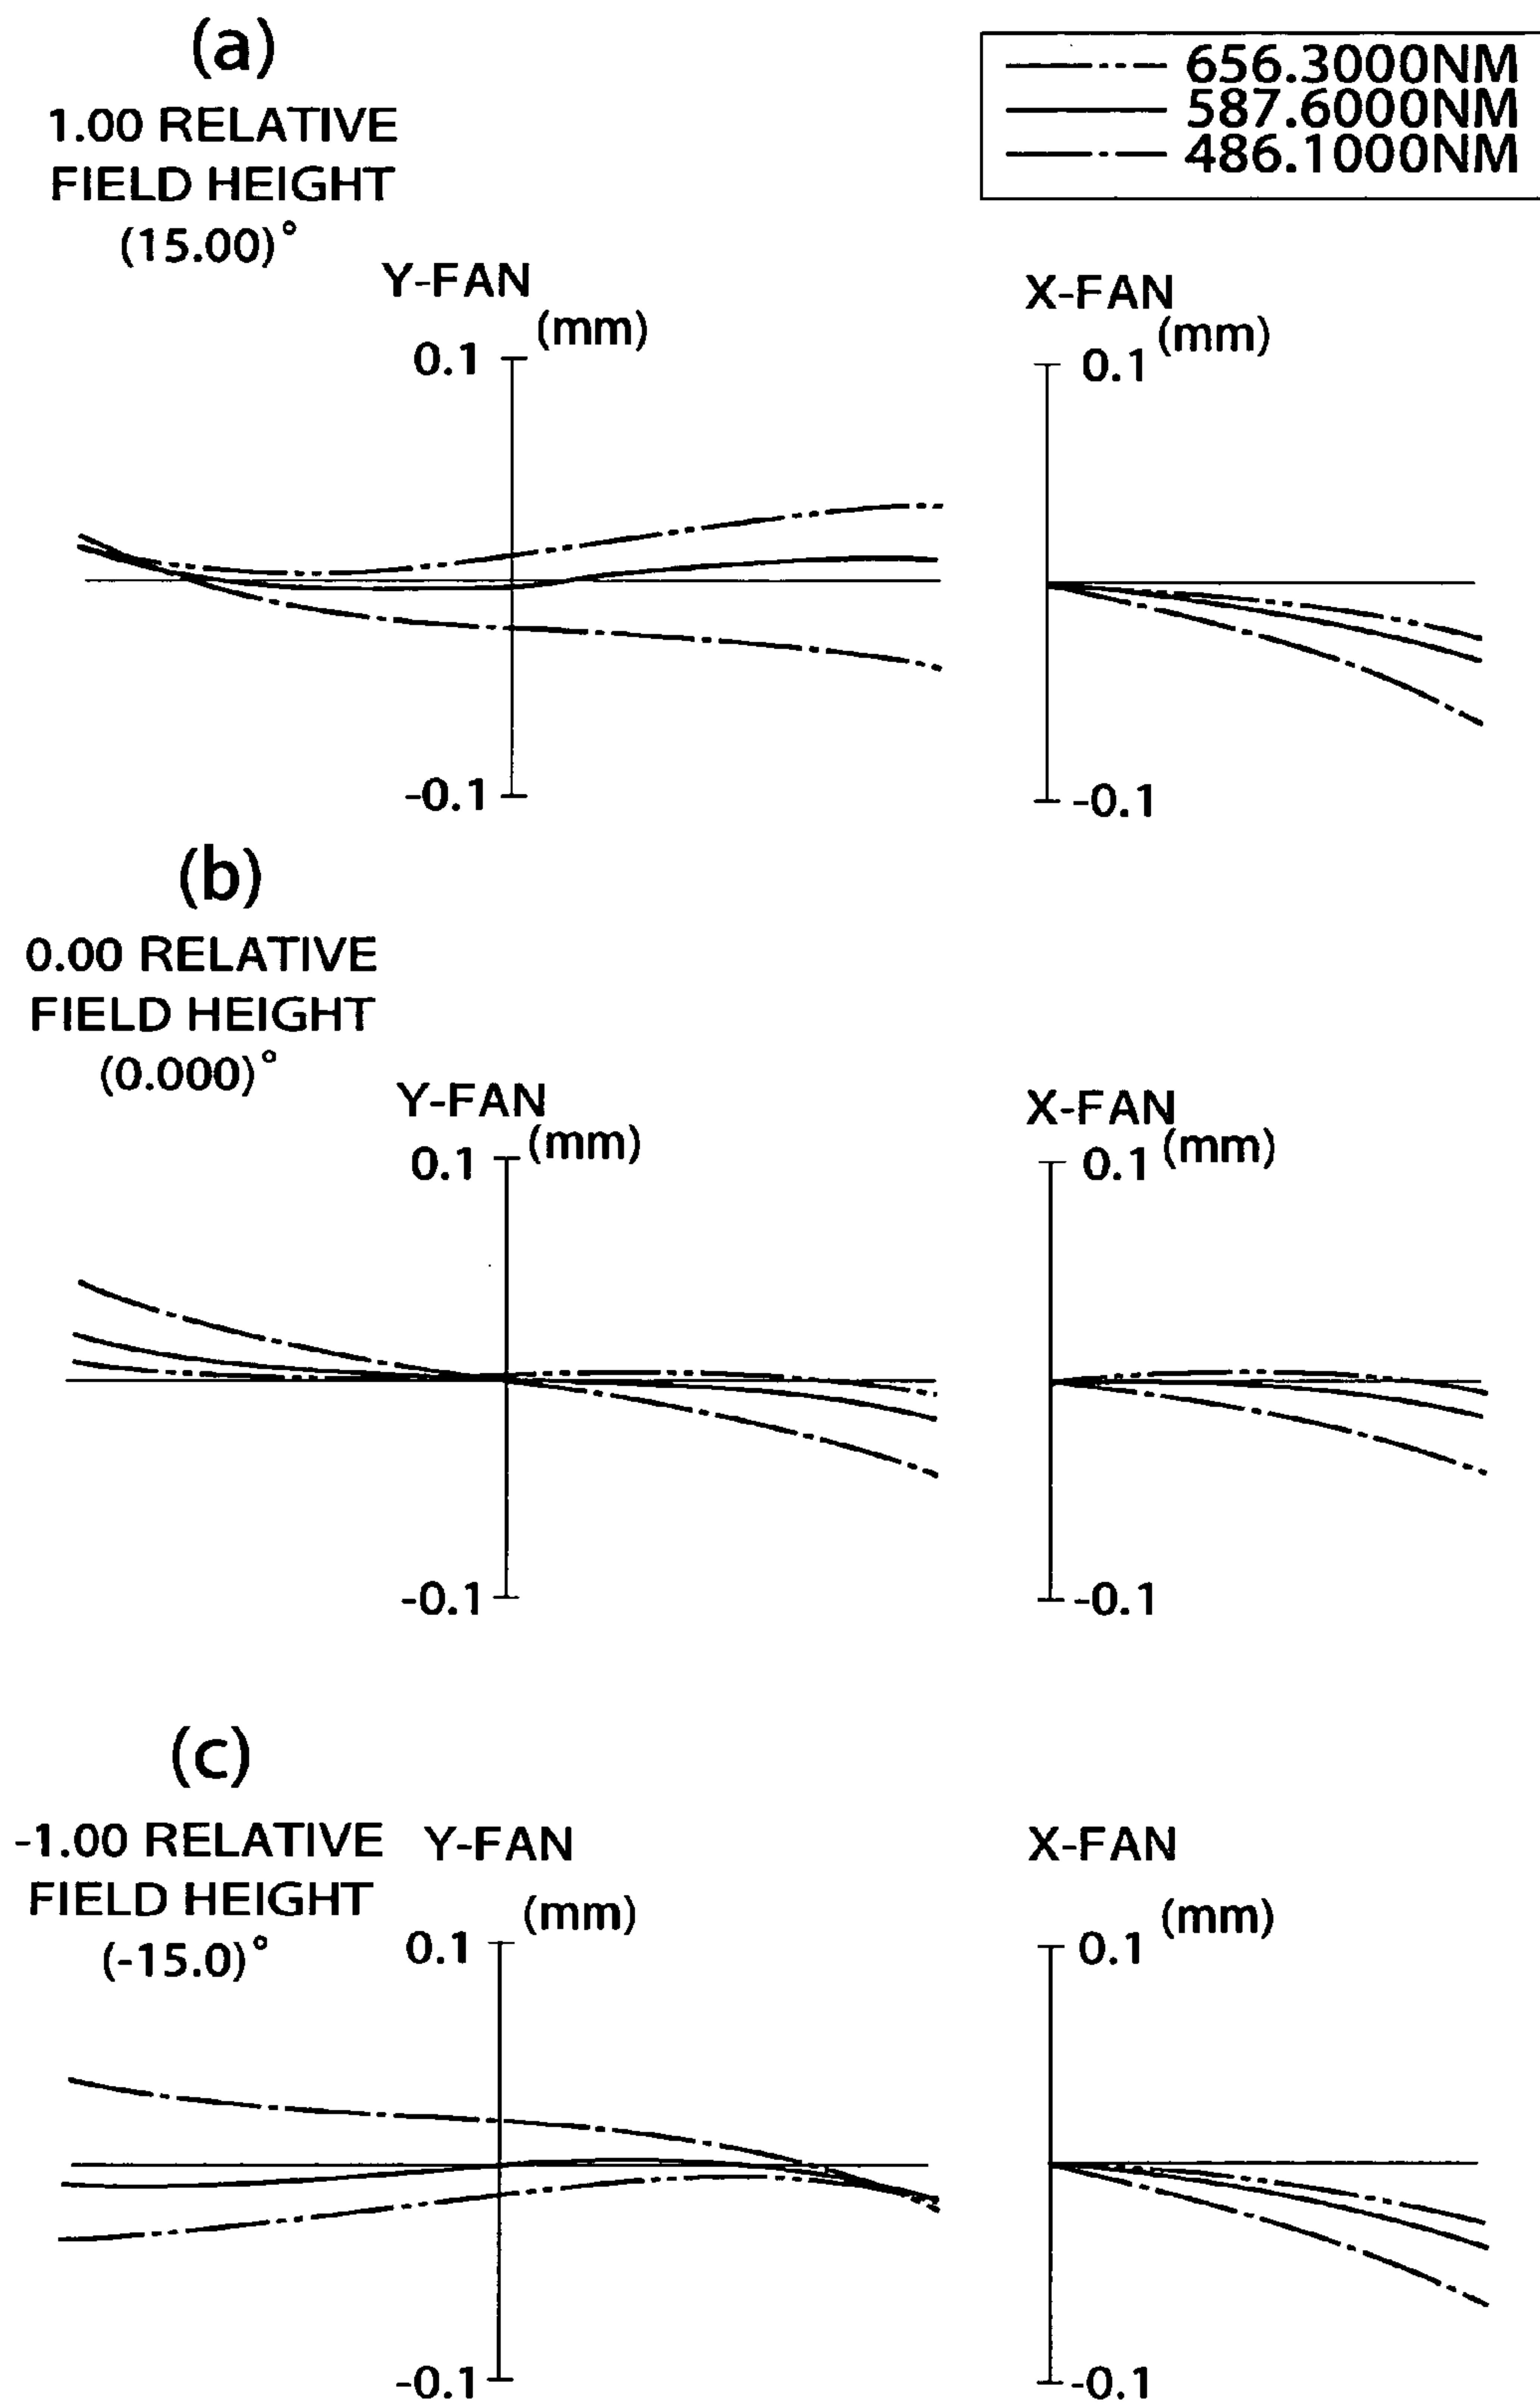 (a)
1.00 RELATIVE
FIELD HEIGHT
(15.00)°
656.3000NM
587.6000NM
486.1000NM
Y-FAN
(mm)
0.1
-0.1
X-FAN
(mm)
0.1
-0.1
(b)
0.00 RELATIVE
FIELD HEIGHT
(0.000)°
Y-FAN
(mm)
0.1
-0.1
X-FAN
(mm)
0.1
-0.1
(c)
-1.00 RELATIVE
FIELD HEIGHT
(-15.0)°
Y-FAN
(mm)
0.1
-0.1
X-FAN
(mm)
0.1
-0.1